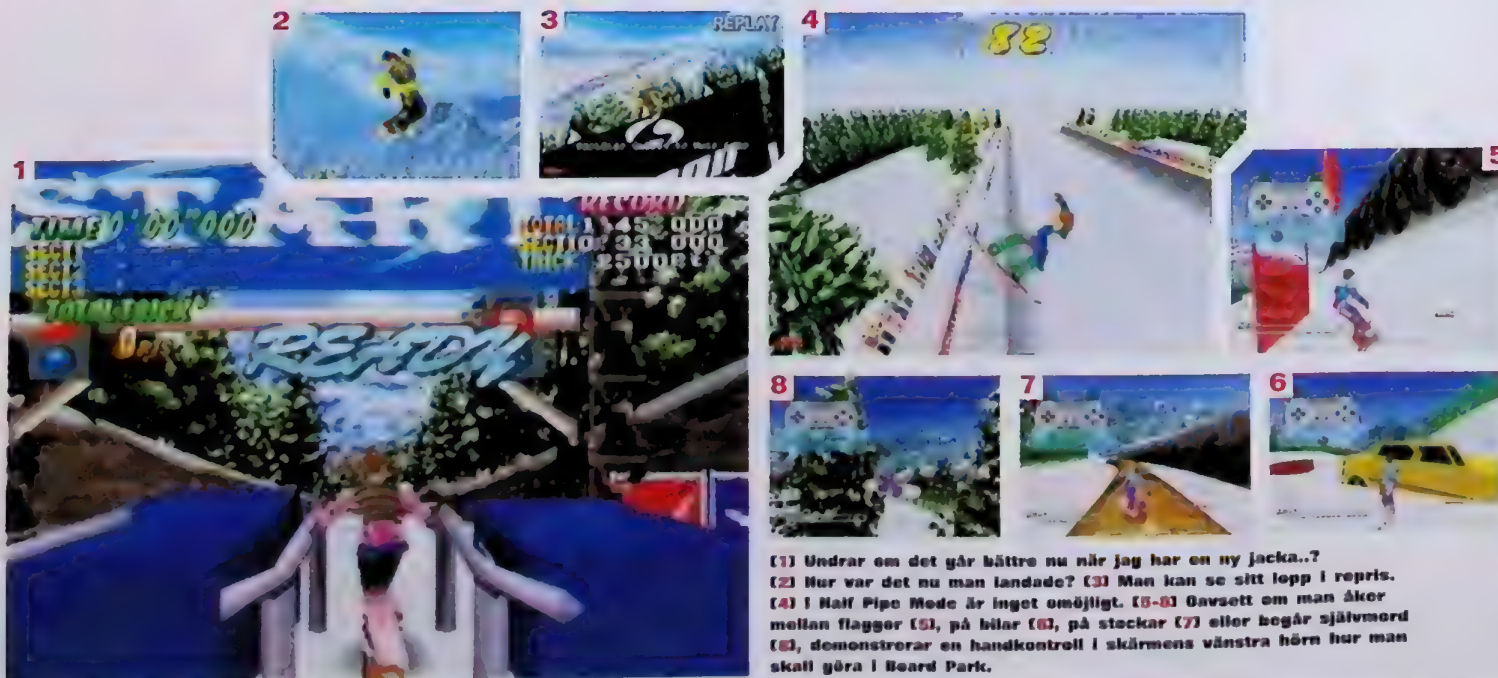 2
3
REPLAY
4
82
1
START
TIME 0'00"000
RECORD
TOTAL TRICK
0
READY
5
8
7
6
[1] Undrar om det går bättre nu när jag har en ny jacka..?
[2] Hur var det nu man landade? [3] Man kan se sitt lopp i repris.
[4] I Half Pipe Mode är inget omöjligt. [5-8] Oavsett om man åker
mellan flaggor [5], på bilar [6], på stockar [7] eller begår självmord
[8], demonstrerar en handkontroll i skärmens vänstra hörn hur man
skall göra i Board Park.